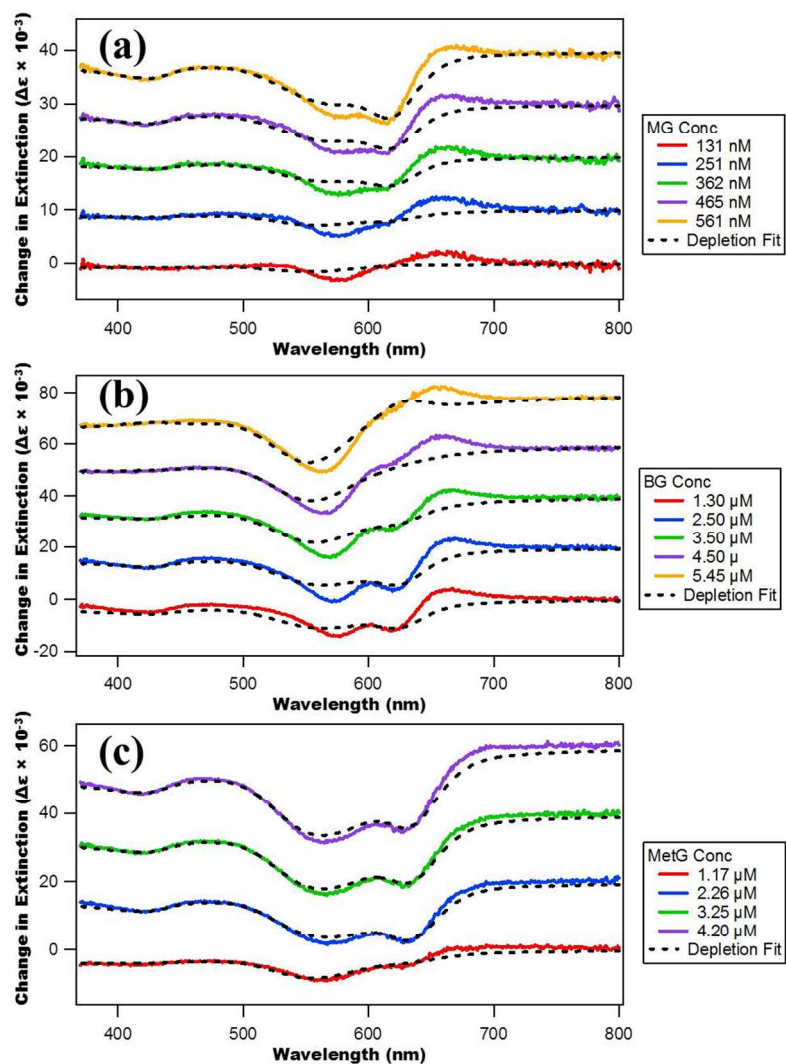 (a)
Change in Extinction (Δε × 10⁻³)
40
30
20
10
0
400
500
600
700
800
Wavelength (nm)
MG Conc
131 nM
251 nM
362 nM
465 nM
561 nM
Depletion Fit
(b)
Change in Extinction (Δε × 10⁻³)
80
60
40
20
0
-20
400
500
600
700
800
Wavelength (nm)
BG Conc
1.30 µM
2.50 µM
3.50 µM
4.50 µ
5.45 µM
Depletion Fit
(c)
Change in Extinction (Δε × 10⁻³)
60
40
20
0
400
500
600
700
800
Wavelength (nm)
MetG Conc
1.17 µM
2.26 µM
3.25 µM
4.20 µM
Depletion Fit